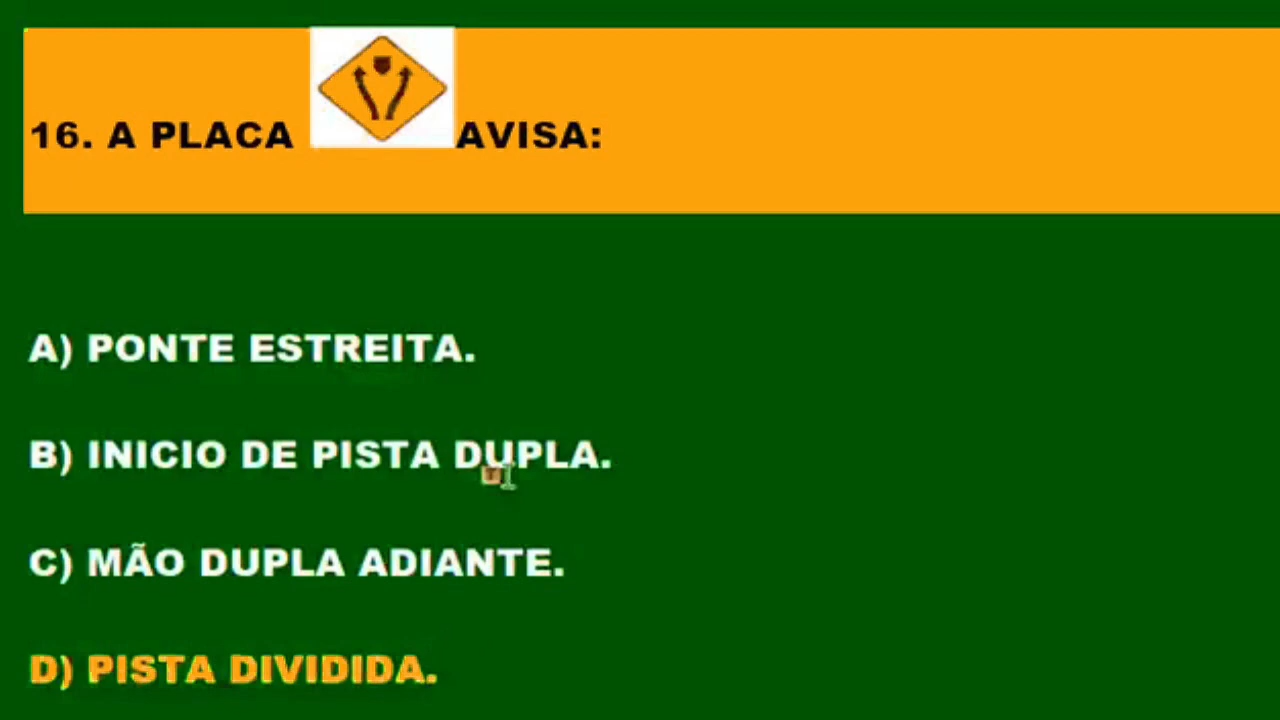 16. A PLACA AVISA:
A) PONTE ESTREITA.
B) INICIO DE PISTA DUPLA.
C) MÃO DUPLA ADIANTE.
D) PISTA DIVIDIDA.